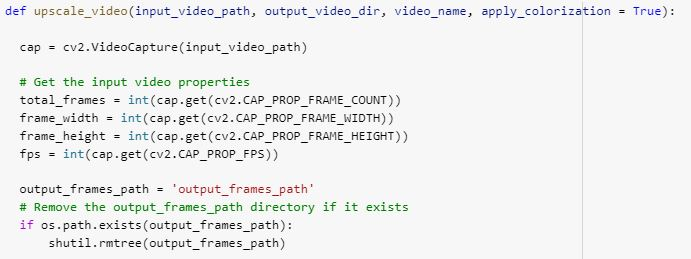 def upscale_video(input_video_path, output_video_dir, video_name, apply_colorization = True):
cap = cv2.VideoCapture(input_video_path)
# Get the input video properties
total_frames = int(cap.get(cv2.CAP_PROP_FRAME_COUNT))
frame_width = int(cap.get(cv2.CAP_PROP_FRAME_WIDTH))
frame_height = int(cap.get(cv2.CAP_PROP_FRAME_HEIGHT))
fps = int(cap.get(cv2.CAP_PROP_FPS))
output_frames_path = 'output_frames_path'
# Remove the output_frames_path directory if it exists
if os.path.exists(output_frames_path):
shutil.rmtree(output_frames_path)